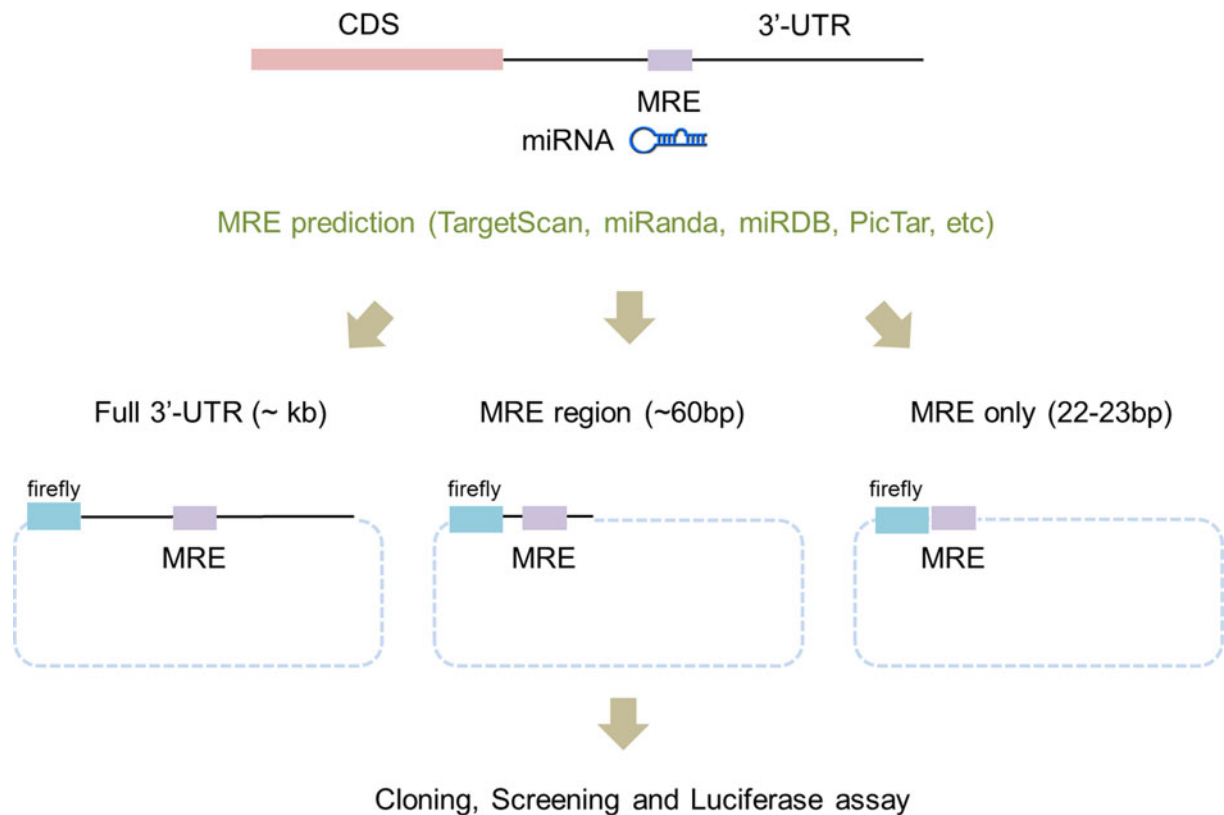 CDS
3’-UTR
MRE
miRNA
MRE prediction (TargetScan, miRanda, miRDB, PicTar, etc)
Full 3’-UTR (~ kb)
MRE region (~60bp)
MRE only (22-23bp)
firefly
firefly
firefly
MRE
MRE
MRE
Cloning, Screening and Luciferase assay